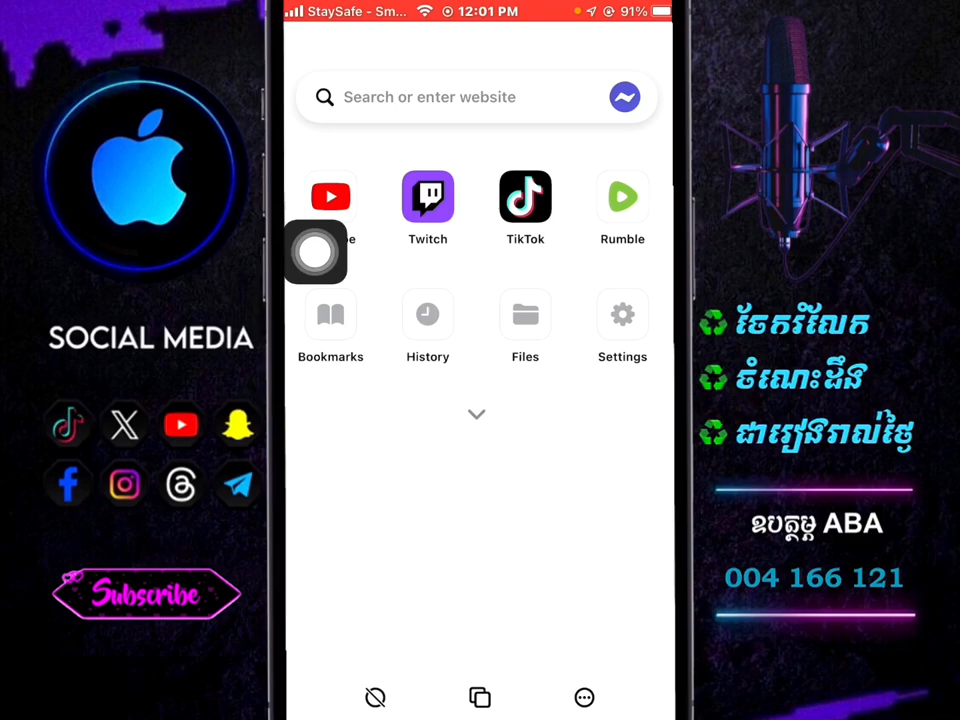 StaySafe - Sm... 12:01 PM 91%
Search or enter website
Twitch
TikTok
Rumble
Bookmarks
History
Files
Settings
SOCIAL MEDIA
Subscribe
ចែករំលែក
ចំណេះដឹង
ជារៀងរាល់ថ្ងៃ
ឧបត្ថម្ភ ABA
004 166 121